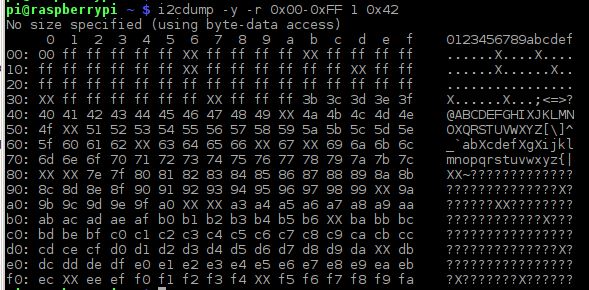 pi@raspberrypi ~ $ i2cdump -y -r 0x00-0xFF 1 0x42
No size specified (using byte-data access)
     0  1  2  3  4  5  6  7  8  9  a  b  c  d  e  f    0123456789abcdef
00: 00 ff ff ff ff ff XX ff ff ff ff XX ff ff ff ff    ......X....X....
10: ff ff ff ff ff ff XX ff ff ff ff ff ff XX ff ff    ......X......X..
20: ff ff ff ff ff ff ff ff ff ff ff ff ff ff ff ff    ................
30: XX ff ff ff ff ff ff XX ff ff ff 3b 3c 3d 3e 3f    X......X...;<=>?
40: 40 41 42 43 44 45 46 47 48 49 XX 4a 4b 4c 4d 4e    @ABCDEFGHIXJKLMN
50: 4f XX 51 52 53 54 55 56 57 58 59 5a 5b 5c 5d 5e    OXQRSTUVWXYZ[\]^
60: 5f 60 61 62 XX 63 64 65 66 XX 67 XX 69 6a 6b 6c    _`abXcdefXgXijkl
70: 6d 6e 6f 70 71 72 73 74 75 76 77 78 79 7a 7b 7c    mnopqrstuvwxyz{|
80: XX XX 7e 7f 80 81 82 83 84 85 86 87 88 89 8a 8b    XX~?????????????
90: 8c 8d 8e 8f 90 91 92 93 94 95 96 97 98 99 XX 9a    ??????????????X?
a0: 9b 9c 9d 9e 9f a0 XX XX a3 a4 a5 a6 a7 a8 a9 aa    ??????XX????????
b0: ab ac ad ae af b0 b1 b2 b3 b4 b5 b6 XX ba bb bc    ????????????X???
c0: bd be bf c0 c1 c2 c3 c4 c5 c6 c7 c8 c9 ca cb cc    ????????????????
d0: cd ce cf d0 d1 d2 d3 d4 d5 d6 d7 d8 d9 da XX db    ??????????????X?
e0: dc dd de df e0 e1 e2 e3 e4 e5 e6 e7 e8 e9 ea eb    ????????????????
f0: ec XX ee ef f0 f1 f2 f3 f4 XX f5 f6 f7 f8 f9 fa    ?X???????X??????